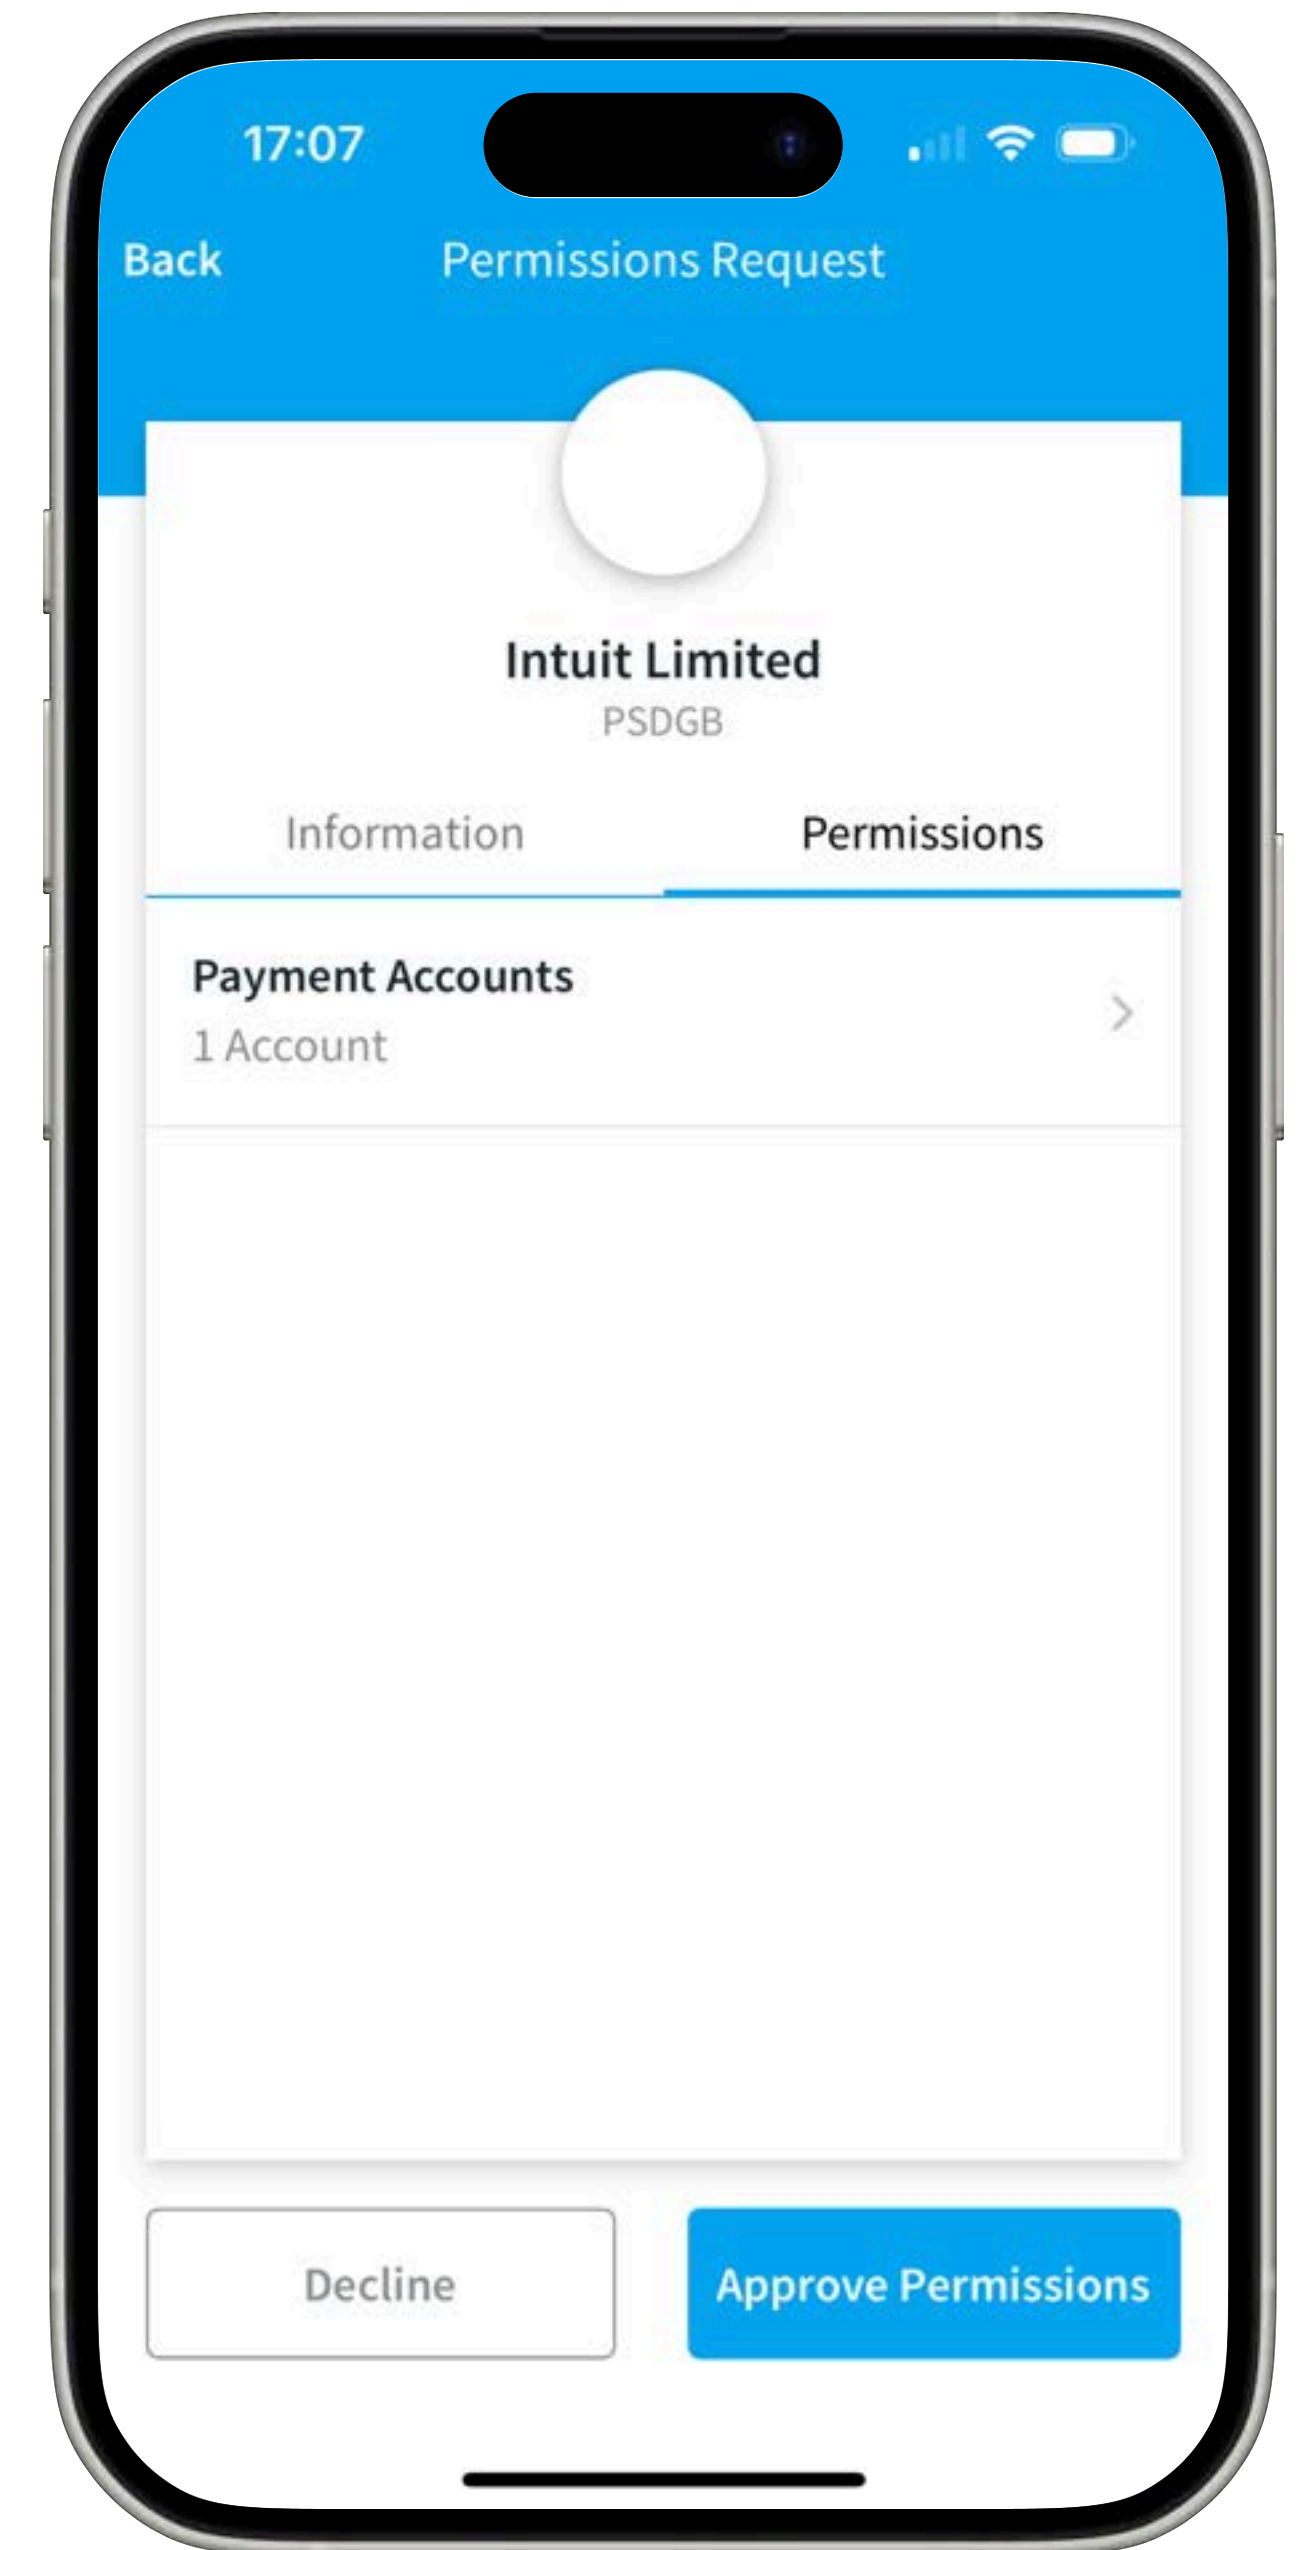 17:07
Back
Permissions Request
Intuit Limited
PSDGB
Information
Permissions
Payment Accounts
1 Account
Decline
Approve Permissions